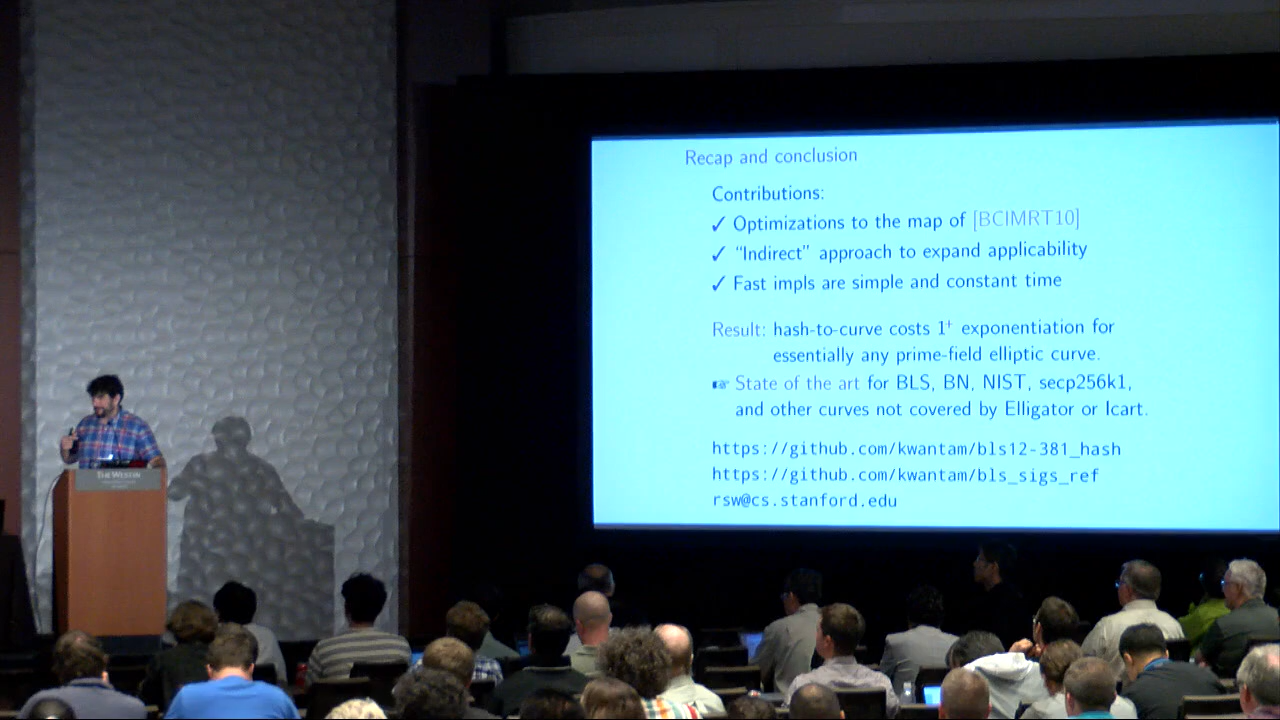 Recap and conclusion
Contributions:
✓ Optimizations to the map of [BCIMRT10]
✓ “Indirect” approach to expand applicability
✓ Fast impls are simple and constant time
Result: hash-to-curve costs 1⁺ exponentiation for
essentially any prime-field elliptic curve.
☛ State of the art for BLS, BN, NIST, secp256k1,
and other curves not covered by Elligator or Icart.
https://github.com/kwantam/bls12-381_hash
https://github.com/kwantam/bls_sigs_ref
rsw@cs.stanford.edu
THE WESTIN